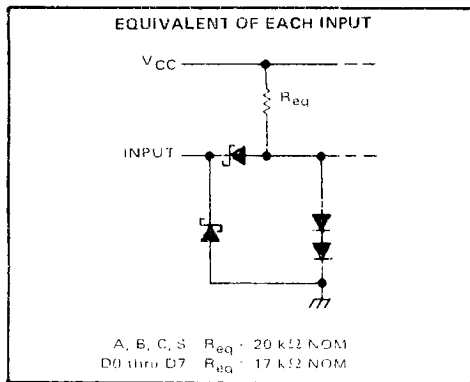 EQUIVALENT OF EACH INPUT
VCC
Req
INPUT
A, B, C, S Req = 20 kΩ NOM
D0 thru D7 Req = 17 kΩ NOM